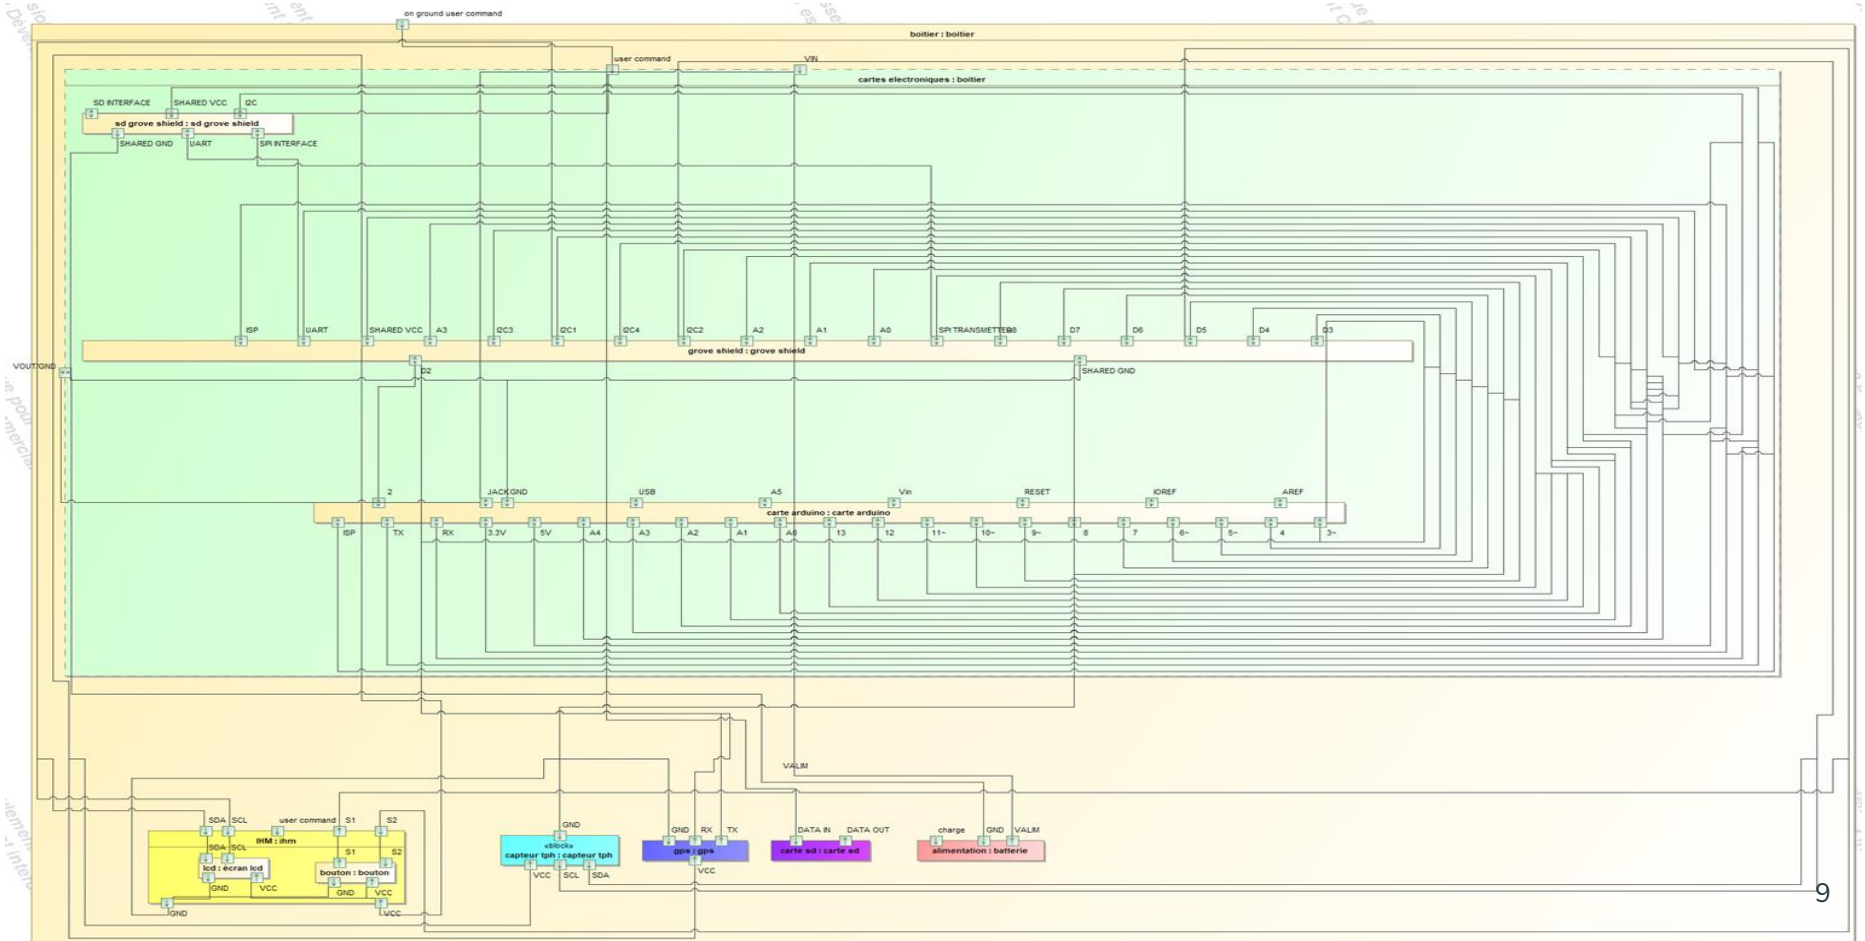 on ground user command
boitier : boitier
user command
VIN
cartes electroniques : boitier
SD INTERFACE
SHARED VCC
I2C
sd grove shield : sd grove shield
SHARED GND
UART
SPI INTERFACE
ISP
UART
SHARED VCC
A3
I2C3
I2C1
I2C4
I2C2
A2
A1
A0
SPI TRANSMETTER
D8
D7
D6
D5
D4
D3
grove shield : grove shield
VOUT/GND
D2
SHARED GND
2
JACK
GND
USB
A5
Vin
RESET
IOREF
AREF
carte arduino : carte arduino
ISP
TX
RX
3.3V
5V
A4
A3
A2
A1
A0
13
12
11~
10~
9~
8
7
6~
5~
4
3~
VALIM
SDA
SCL
user command
S1
S2
IHM : ihm
SDA
SCL
S1
S2
lcd : ecran lcd
bouton : bouton
GND
VCC
GND
VCC
GND
VCC
GND
«block»
capteur tph : capteur tph
VCC
SCL
SDA
GND
RX
TX
gps : gps
VCC
DATA IN
DATA OUT
carte sd : carte sd
charge
GND
VALIM
alimentation : batterie
9